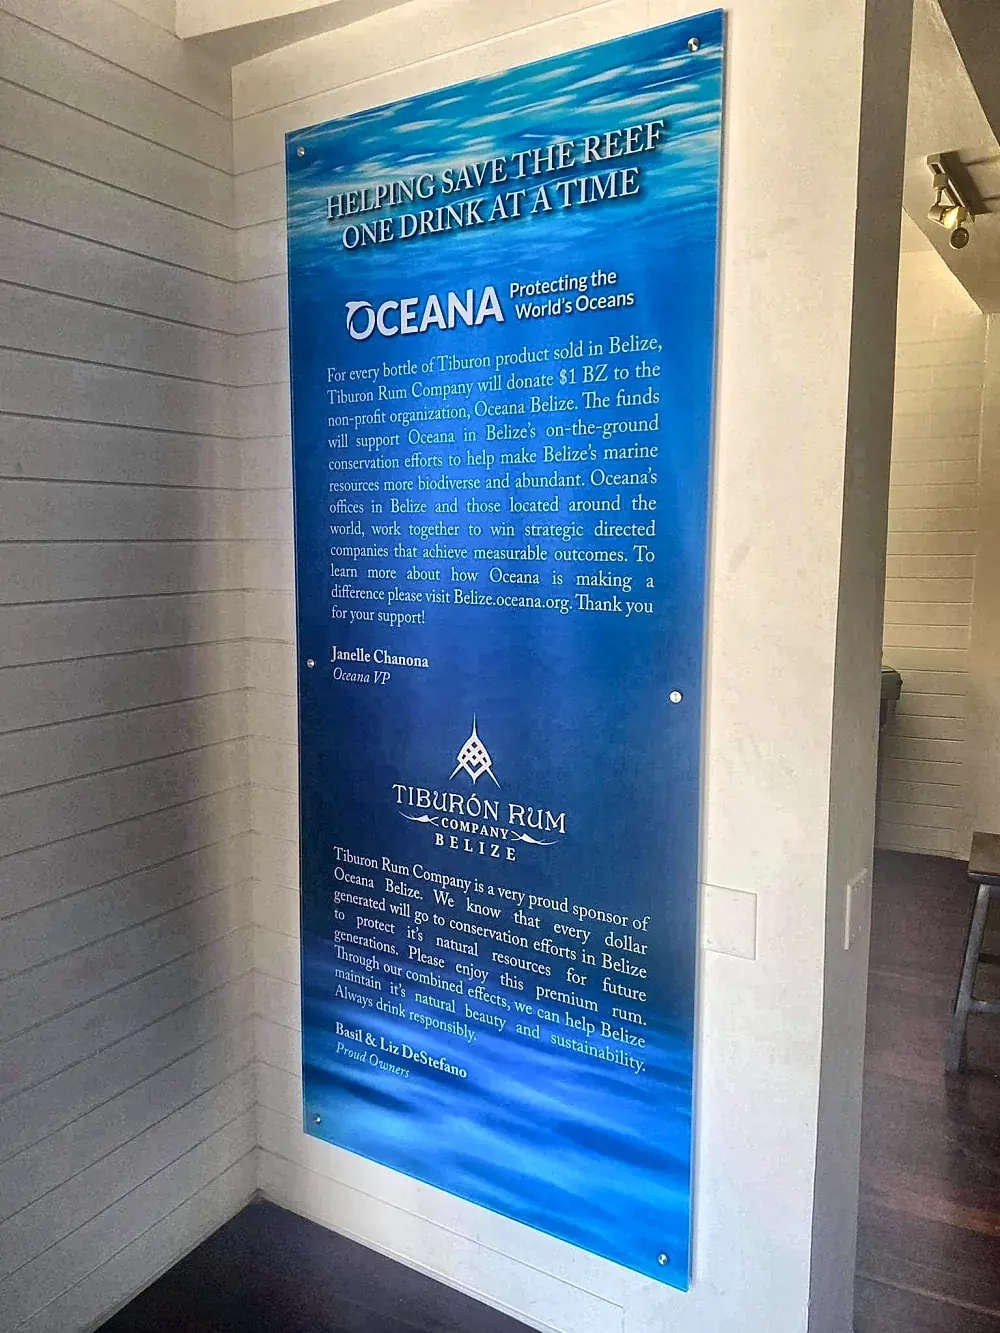 HELPING SAVE THE REEF
ONE DRINK AT A TIME
OCEANA Protecting the
World's Oceans
For every bottle of Tiburon product sold in Belize,
Tiburon Rum Company will donate $1 BZ to the
non-profit organization, Oceana Belize. The funds
will support Oceana in Belize's on-the-ground
conservation efforts to help make Belize's marine
resources more biodiverse and abundant. Oceana's
offices in Belize and those located around the
world, work together to win strategic directed
companies that achieve measurable outcomes. To
learn more about how Oceana is making a
difference please visit Belize.oceana.org. Thank you
for your support!
Janelle Chanona
Oceana VP
TIBURÓN RUM
COMPANY
BELIZE
Tiburon Rum Company is a very proud sponsor of
Oceana Belize. We know that every dollar
generated will go to conservation efforts in Belize
to protect it's natural resources for future
generations. Please enjoy this premium rum.
Through our combined effects, we can help Belize
maintain it's natural beauty and sustainability.
Always drink responsibly.
Basil & Liz DeStefano
Proud Owners